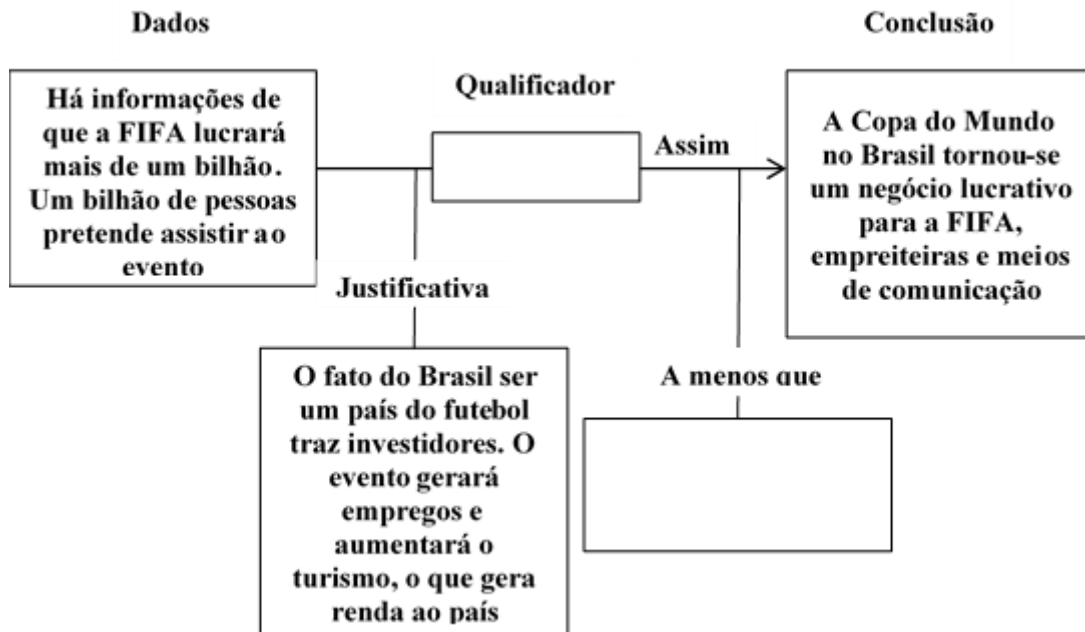 Dados
Conclusão
Há informações de
que a FIFA lucrará
mais de um bilhão.
Um bilhão de pessoas
pretende assistir ao
evento
Qualificador
Assim
A Copa do Mundo
no Brasil tornou-se
um negócio lucrativo
para a FIFA,
empreiteiras e meios
de comunicação
Justificativa
O fato do Brasil ser
um país do futebol
traz investidores. O
evento gerará
empregos e
aumentará o
turismo, o que gera
renda ao país
A menos que